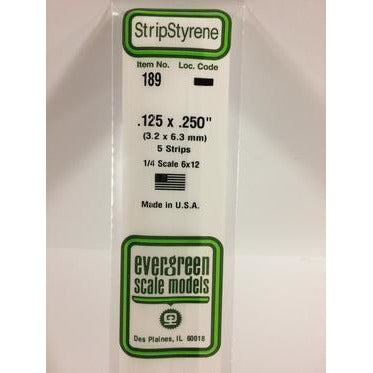 StripStyrene
Item No. Loc. Code
189
.125 x .250"
(3.2 x 6.3 mm)
5 Strips
1/4 Scale 6x12
Made in U.S.A.
evergreen
scale models
Des Plaines, IL 60018